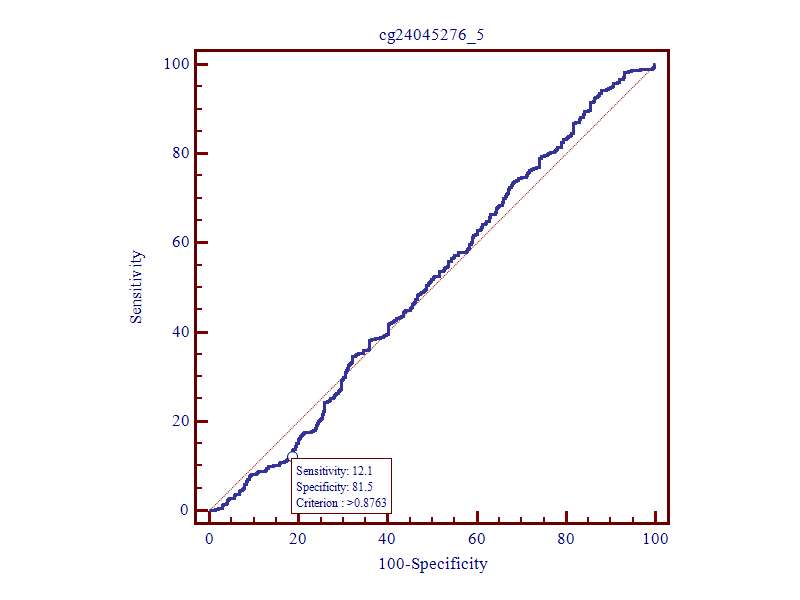 cg24045276_5
100
80
60
40
20
0
Sensitivity
Sensitivity: 12.1
Specificity: 81.5
Criterion : >0.8763
0 20 40 60 80 100
100-Specificity